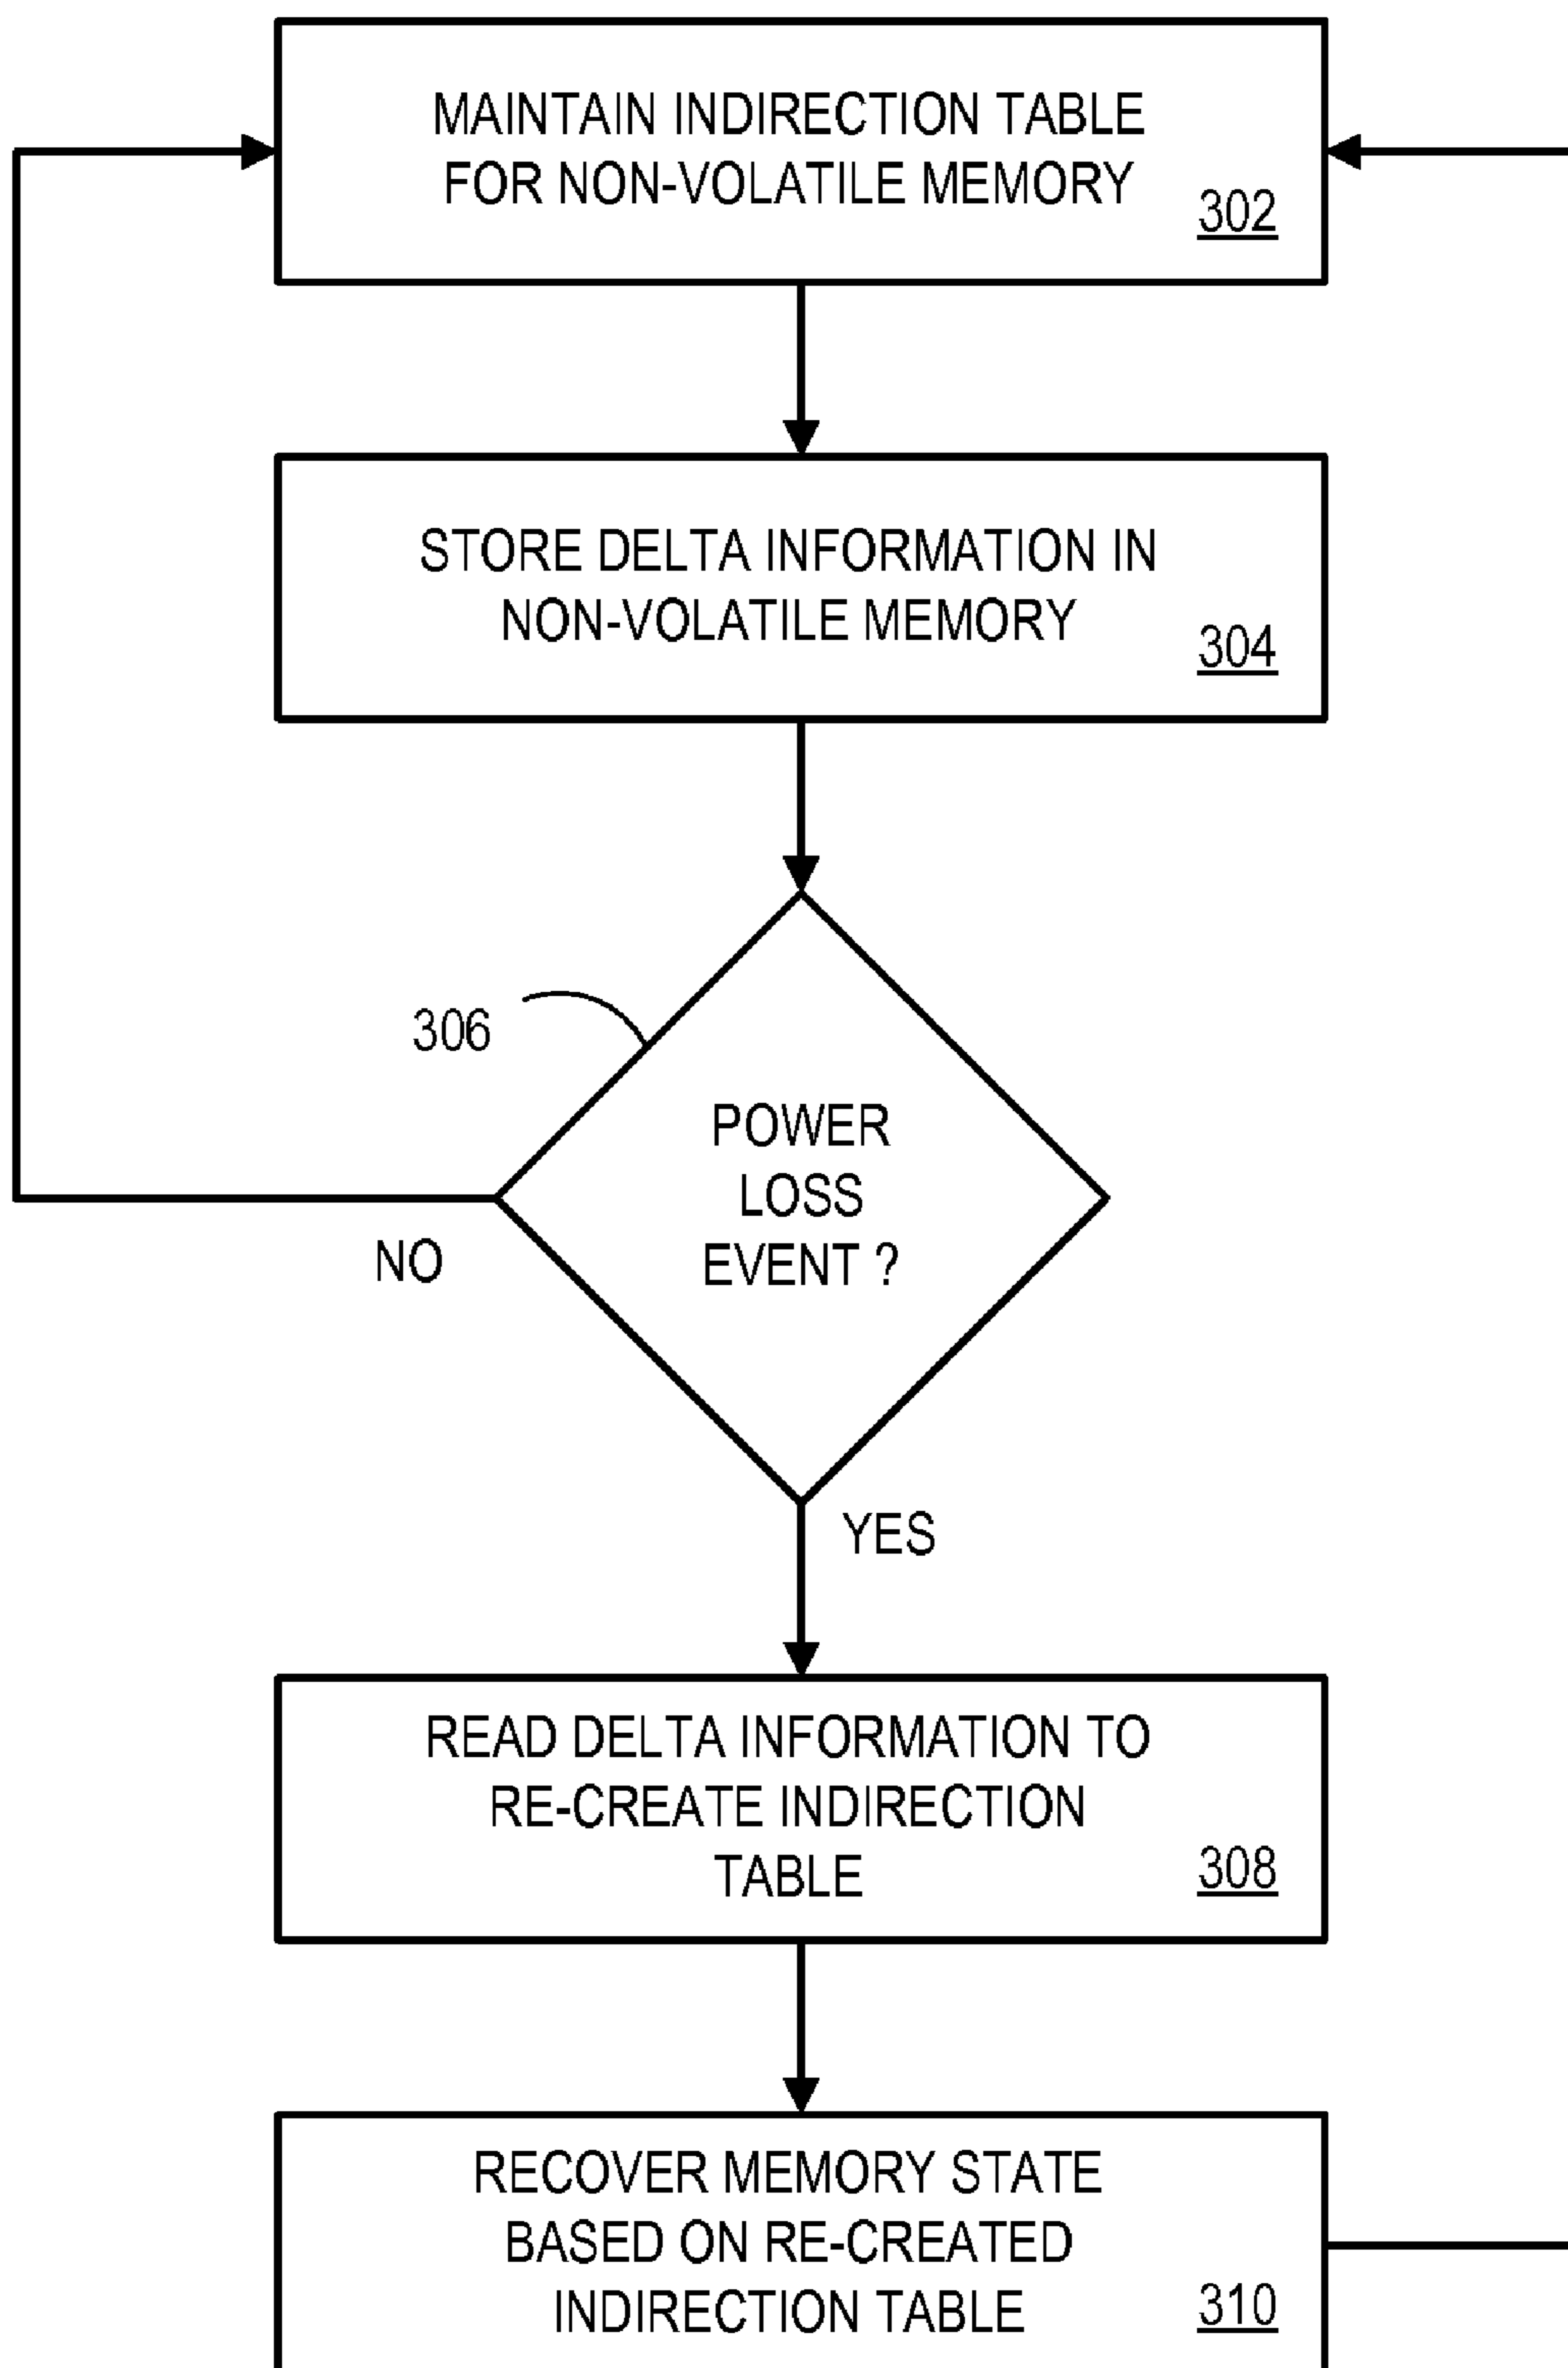 MAINTAIN INDIRECTION TABLE
FOR NON-VOLATILE MEMORY
302
STORE DELTA INFORMATION IN
NON-VOLATILE MEMORY
304
306
POWER
LOSS
EVENT ?
NO
YES
READ DELTA INFORMATION TO
RE-CREATE INDIRECTION
TABLE
308
RECOVER MEMORY STATE
BASED ON RE-CREATED
INDIRECTION TABLE
310